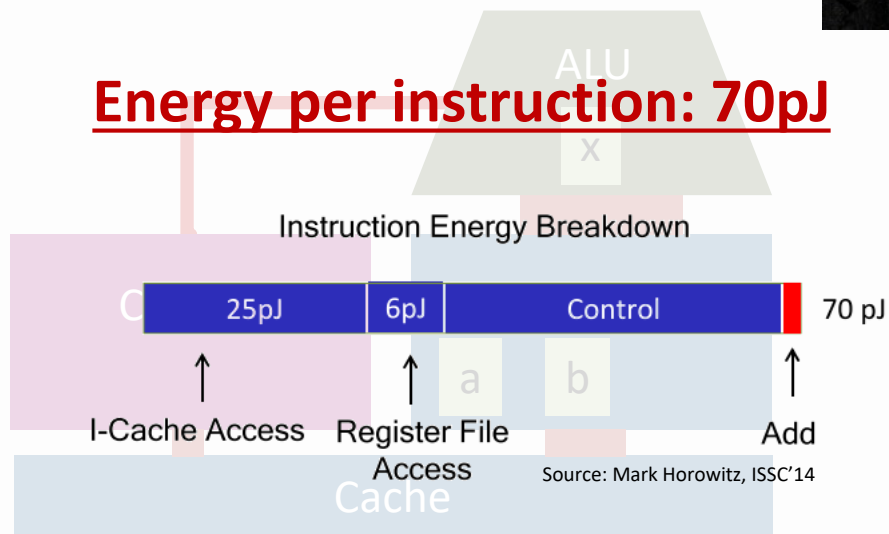 ALU
Energy per instruction: 70pJ
x
Instruction Energy Breakdown
C
25pJ
6pJ
Control
70 pJ
a
b
I-Cache Access
Register File
Access
Add
Source: Mark Horowitz, ISSC'14
Cache